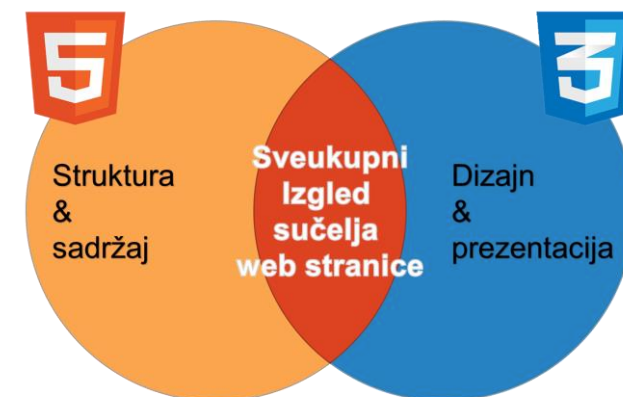 5
3
Struktura
&
sadržaj
Sveukupni
Izgled
sučelja
web stranice
Dizajn
&
prezentacija